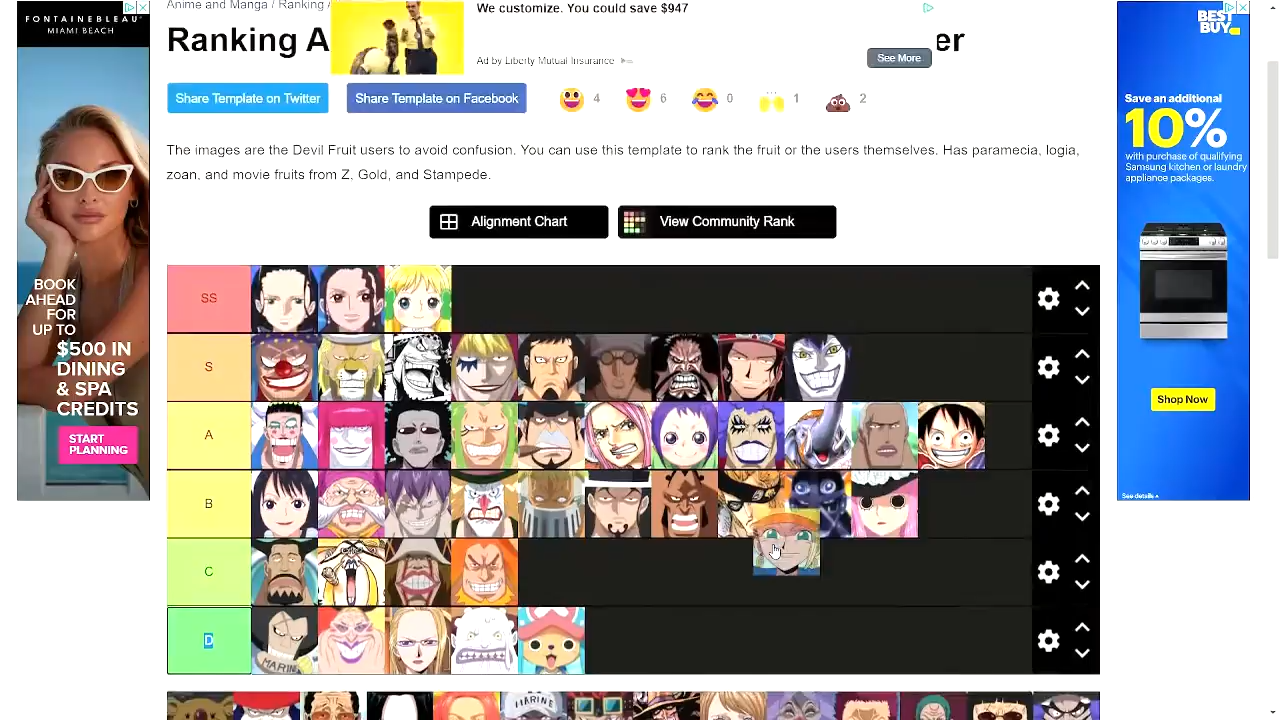 FONTAINEBLEAU
MIAMI BEACH
BOOK
AHEAD
FOR
UP TO
$500 IN
DINING
& SPA
CREDITS
START
PLANNING
Anime and Manga / Ranking /
We customize. You could save $947
Ad by Liberty Mutual Insurance
See More
Ranking A
er
Share Template on Twitter
Share Template on Facebook
4
6
0
1
2
The images are the Devil Fruit users to avoid confusion. You can use this template to rank the fruit or the users themselves. Has paramecia, logia,
zoan, and movie fruits from Z, Gold, and Stampede.
Alignment Chart
View Community Rank
SS
S
A
B
C
D
MARINE
MARINE
BEST
BUY
Save an additional
10%
with purchase of qualifying
Samsung kitchen or laundry
appliance packages.
Shop Now
See details